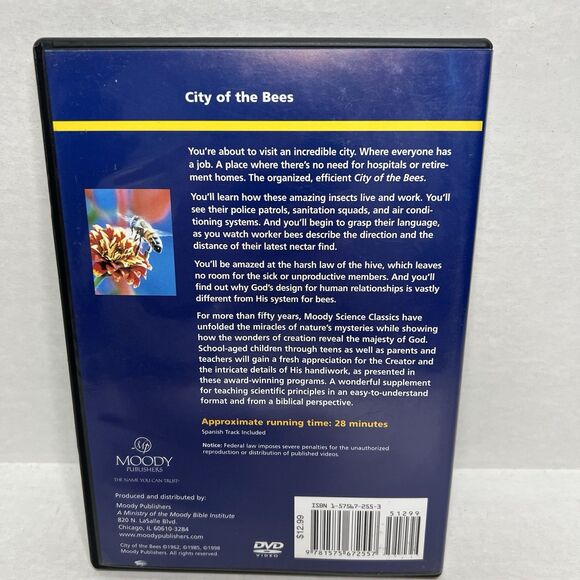 City of the Bees
You're about to visit an incredible city. Where everyone has
a job. A place where there's no need for hospitals or retire-
ment homes. The organized, efficient City of the Bees.
You'll learn how these amazing insects live and work. You'll
see their police patrols, sanitation squads, and air condi-
tioning systems. And you'll begin to grasp their language,
as you watch worker bees describe the direction and the
distance of their latest nectar find.
You'll be amazed at the harsh law of the hive, which leaves
no room for the sick or unproductive members. And you'll
find out why God's design for human relationships is vastly
different from His system for bees.
For more than fifty years, Moody Science Classics have
unfolded the miracles of nature's mysteries while showing
how the wonders of creation reveal the majesty of God.
School-aged children through teens as well as parents and
teachers will gain a fresh appreciation for the Creator and
the intricate details of His handiwork, as presented in
these award-winning programs. A wonderful supplement
for teaching scientific principles in an easy-to-understand
format and from a biblical perspective.
Approximate running time: 28 minutes
Spanish Track Included
Notice: Federal law imposes severe penalties for the unauthorized
reproduction or distribution of published videos.
MP
MOODY
PUBLISHERS
THE NAME YOU CAN TRUST®
Produced and distributed by:
Moody Publishers
A Ministry of the Moody Bible Institute
820 N. LaSalle Blvd.
Chicago, IL 60610-3284
www.moodypublishers.com
City of the Bees ©1962, ©1985, ©1998
Moody Publishers. All rights reserved.
DVD
VIDEO
$12.99
ISBN 1-57567-255-3
51299
9 781575 672557